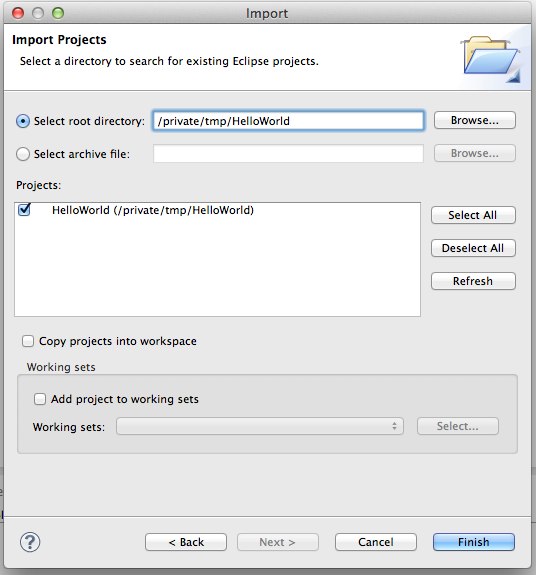 Import
Import Projects
Select a directory to search for existing Eclipse projects.
Select root directory: /private/tmp/HelloWorld Browse...
Select archive file: Browse...
Projects:
HelloWorld (/private/tmp/HelloWorld)
Select All
Deselect All
Refresh
Copy projects into workspace
Working sets
Add project to working sets
Working sets: Select...
? < Back Next > Cancel Finish